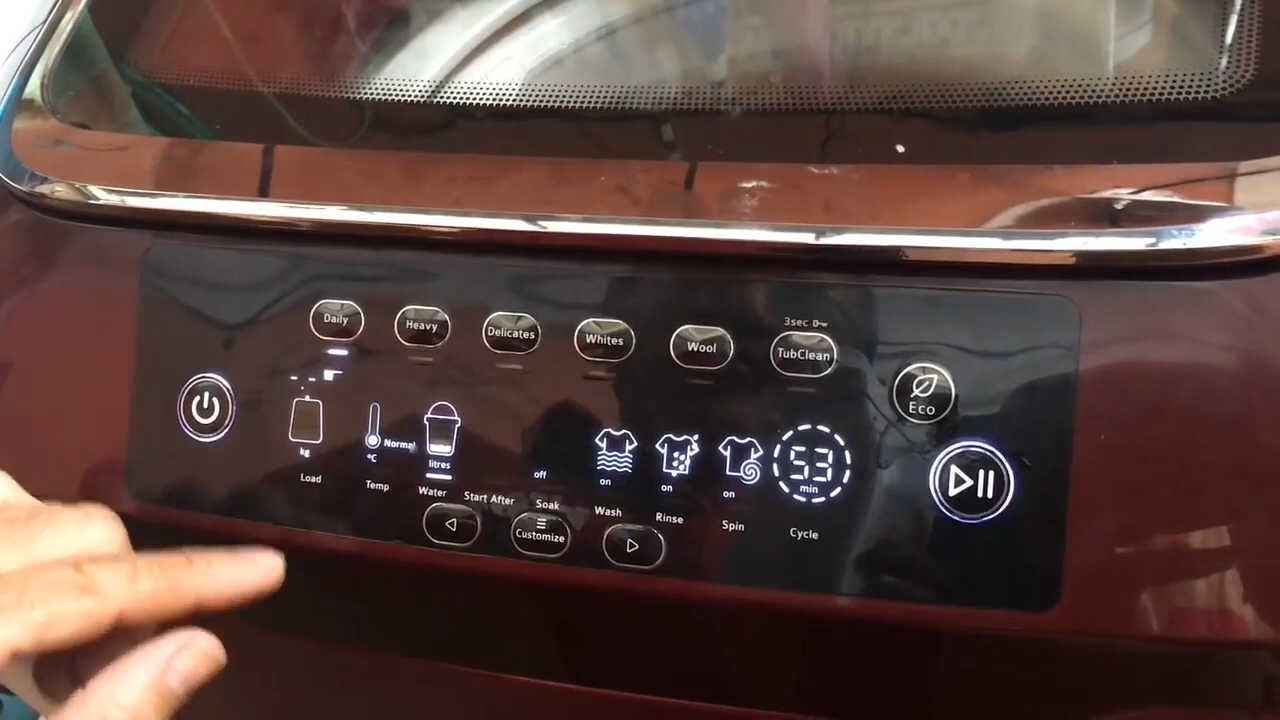 Daily
Heavy
Delicates
Whites
Wool
3sec
TubClean
Eco
kg
Load
°C
Normal
Temp
litres
Water
Start After
off
Soak
on
Wash
on
Rinse
on
Spin
53
min
Cycle
Customize